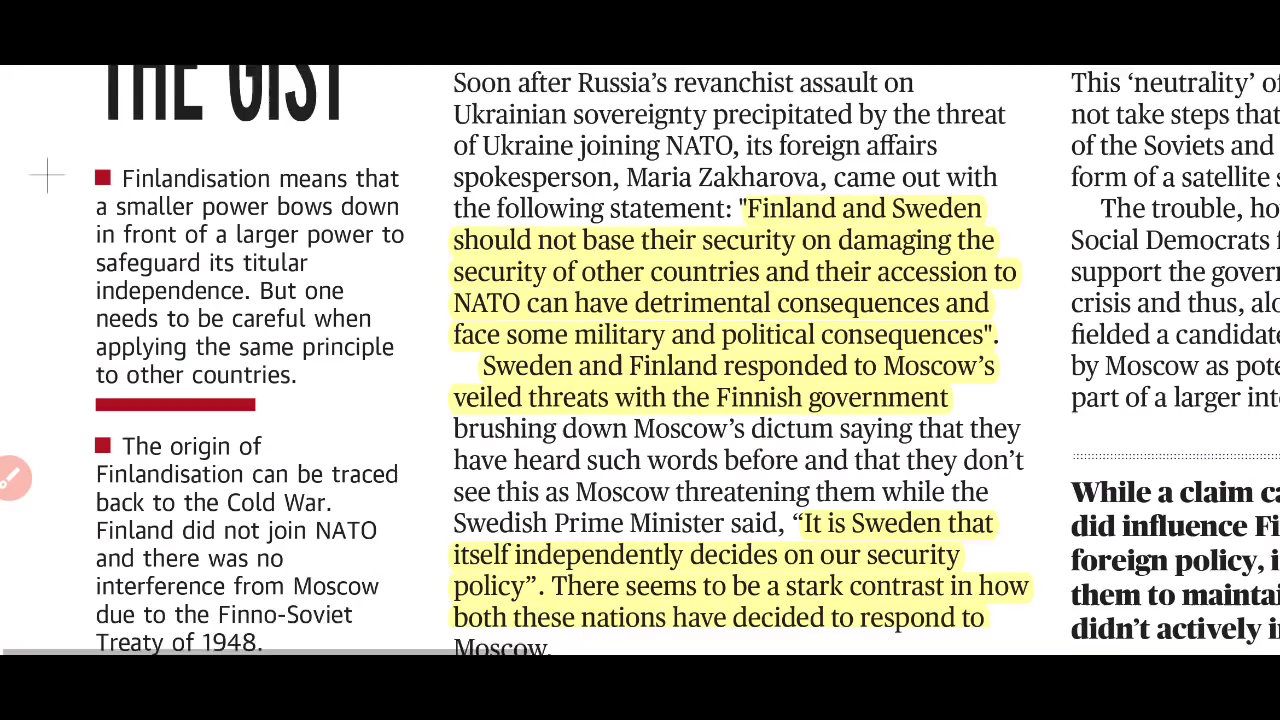 THE GIST
Finlandisation means that
a smaller power bows down
in front of a larger power to
safeguard its titular
independence. But one
needs to be careful when
applying the same principle
to other countries.
The origin of
Finlandisation can be traced
back to the Cold War.
Finland did not join NATO
and there was no
interference from Moscow
due to the Finno-Soviet
Treaty of 1948.
Soon after Russia’s revanchist assault on
Ukrainian sovereignty precipitated by the threat
of Ukraine joining NATO, its foreign affairs
spokesperson, Maria Zakharova, came out with
the following statement: "Finland and Sweden
should not base their security on damaging the
security of other countries and their accession to
NATO can have detrimental consequences and
face some military and political consequences".
Sweden and Finland responded to Moscow’s
veiled threats with the Finnish government
brushing down Moscow’s dictum saying that they
have heard such words before and that they don’t
see this as Moscow threatening them while the
Swedish Prime Minister said, “It is Sweden that
itself independently decides on our security
policy”. There seems to be a stark contrast in how
both these nations have decided to respond to
Moscow.
This ‘neutrality’ of
not take steps that
of the Soviets and
form of a satellite
The trouble, ho
Social Democrats
support the gover
crisis and thus, alo
fielded a candidate
by Moscow as pote
part of a larger inte
While a claim ca
did influence Fi
foreign policy, i
them to maintai
didn’t actively i